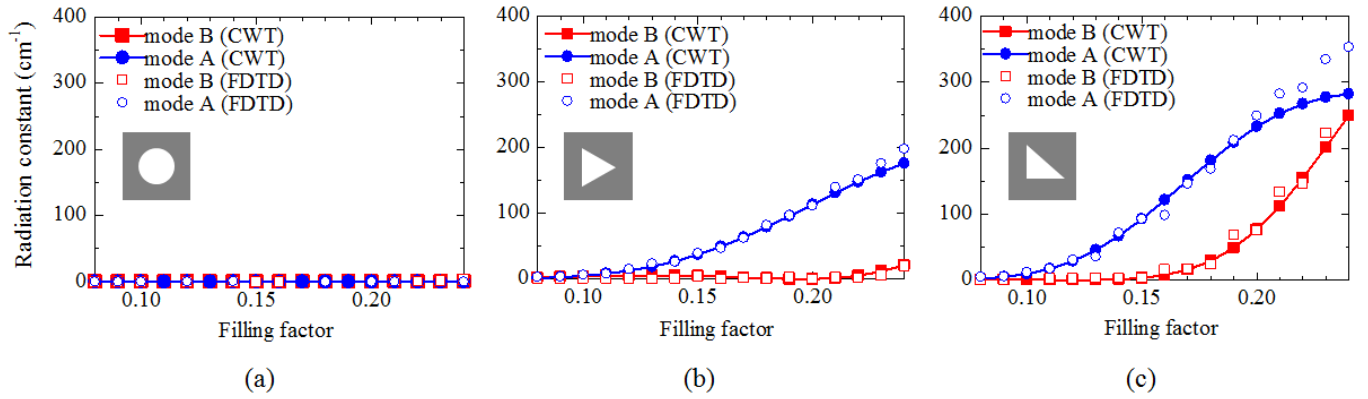 400
300
200
100
0
Radiation constant (cm⁻¹)
mode B (CWT)
mode A (CWT)
mode B (FDTD)
mode A (FDTD)
0.10
0.15
0.20
Filling factor
(a)
400
300
200
100
0
mode B (CWT)
mode A (CWT)
mode B (FDTD)
mode A (FDTD)
0.10
0.15
0.20
Filling factor
(b)
400
300
200
100
0
mode B (CWT)
mode A (CWT)
mode B (FDTD)
mode A (FDTD)
0.10
0.15
0.20
Filling factor
(c)